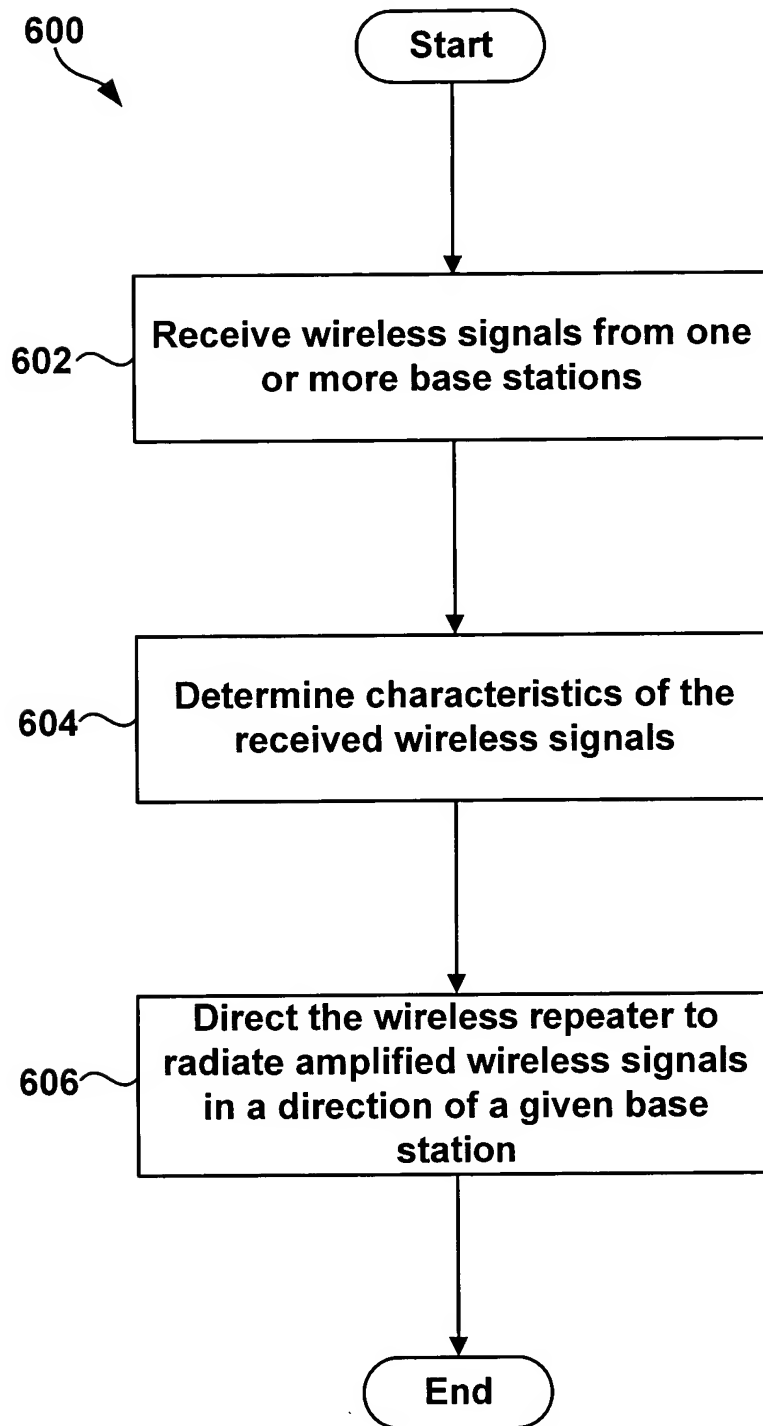 600
Start
602
Receive wireless signals from one
or more base stations
604
Determine characteristics of the
received wireless signals
606
Direct the wireless repeater to
radiate amplified wireless signals
in a direction of a given base
station
End